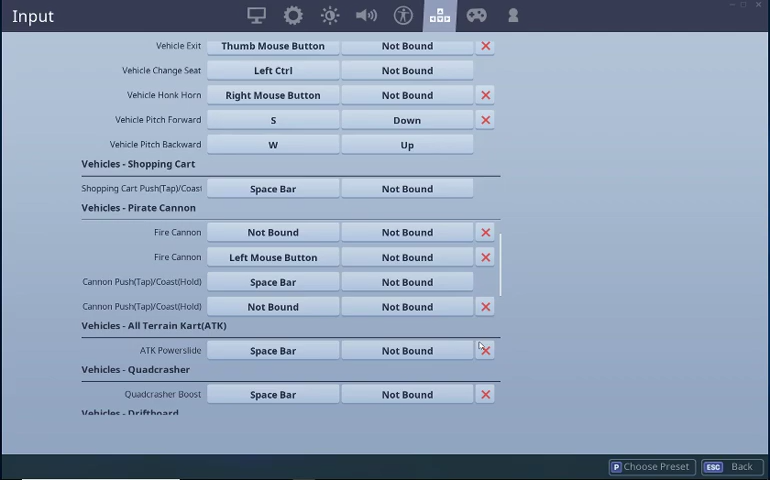 Input
Vehicle Exit Thumb Mouse Button Not Bound
Vehicle Change Seat Left Ctrl Not Bound
Vehicle Honk Horn Right Mouse Button Not Bound
Vehicle Pitch Forward S Down
Vehicle Pitch Backward W Up
Vehicles - Shopping Cart
Shopping Cart Push(Tap)/Coast Space Bar Not Bound
Vehicles - Pirate Cannon
Fire Cannon Not Bound Not Bound
Fire Cannon Left Mouse Button Not Bound
Cannon Push(Tap)/Coast(Hold) Space Bar Not Bound
Cannon Push(Tap)/Coast(Hold) Not Bound Not Bound
Vehicles - All Terrain Kart(ATK)
ATK Powerslide Space Bar Not Bound
Vehicles - Quadcrasher
Quadcrasher Boost Space Bar Not Bound
Vehicles - Driftboard
P Choose Preset ESC Back